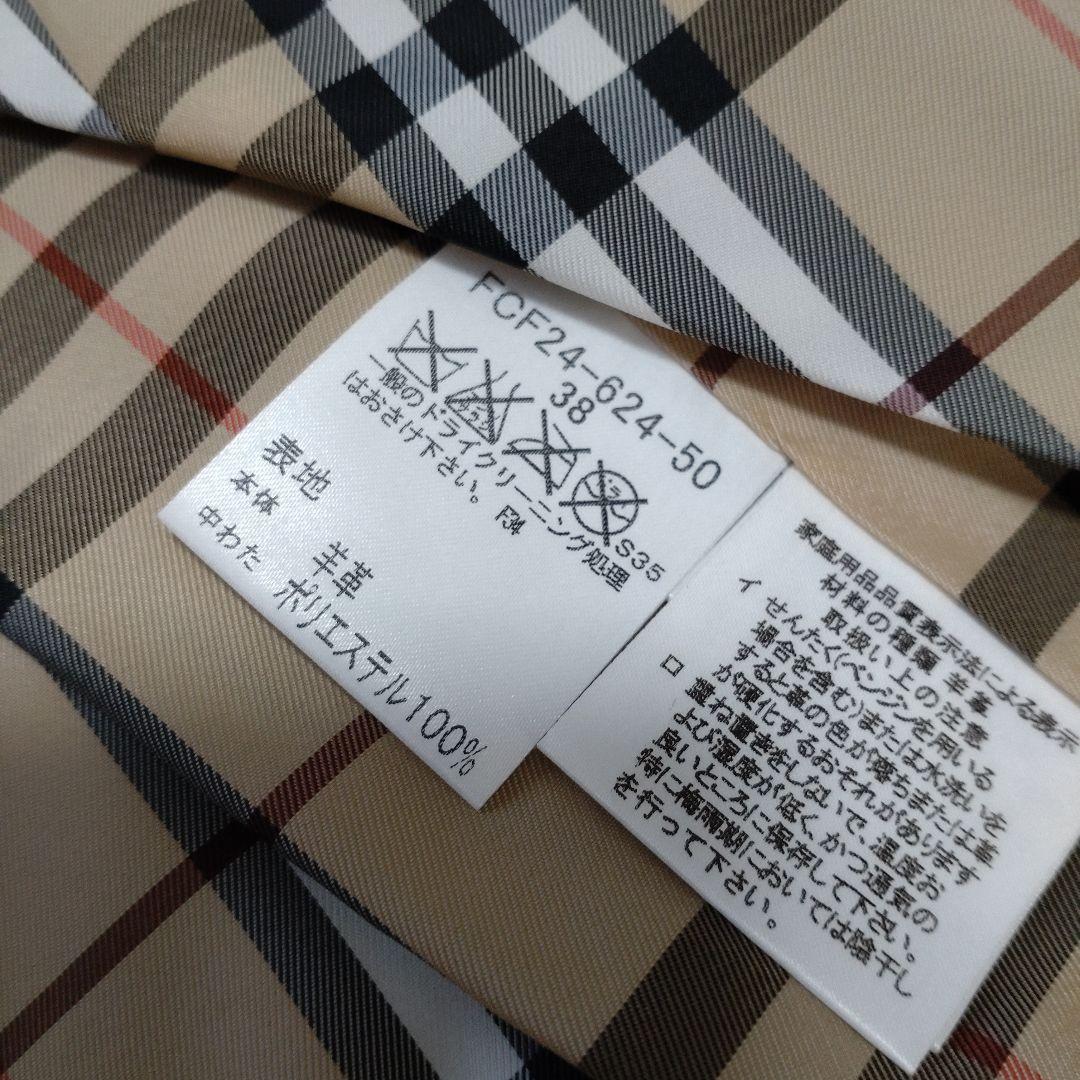 FCF24-624-50
38
エンソサラシ
ドライ
S35
一般のドライクリーニング処理
はおさけ下さい。 F34
表地
本体 羊革
中わた ポリエステル100%
家庭用品品質表示法による表示
材料の種類 羊革
取扱い上の注意
イ せんたく(ベンジンを用いる
場合を含む)または水洗いを
すると革の色が落ちまたは革
が硬化するおそれがあります
ロ 重ね置きをしないで、温度お
よび湿度が低く、かつ通気の
良いところに保存して下さい。
特に梅雨期においては陰干し
を行って下さい。